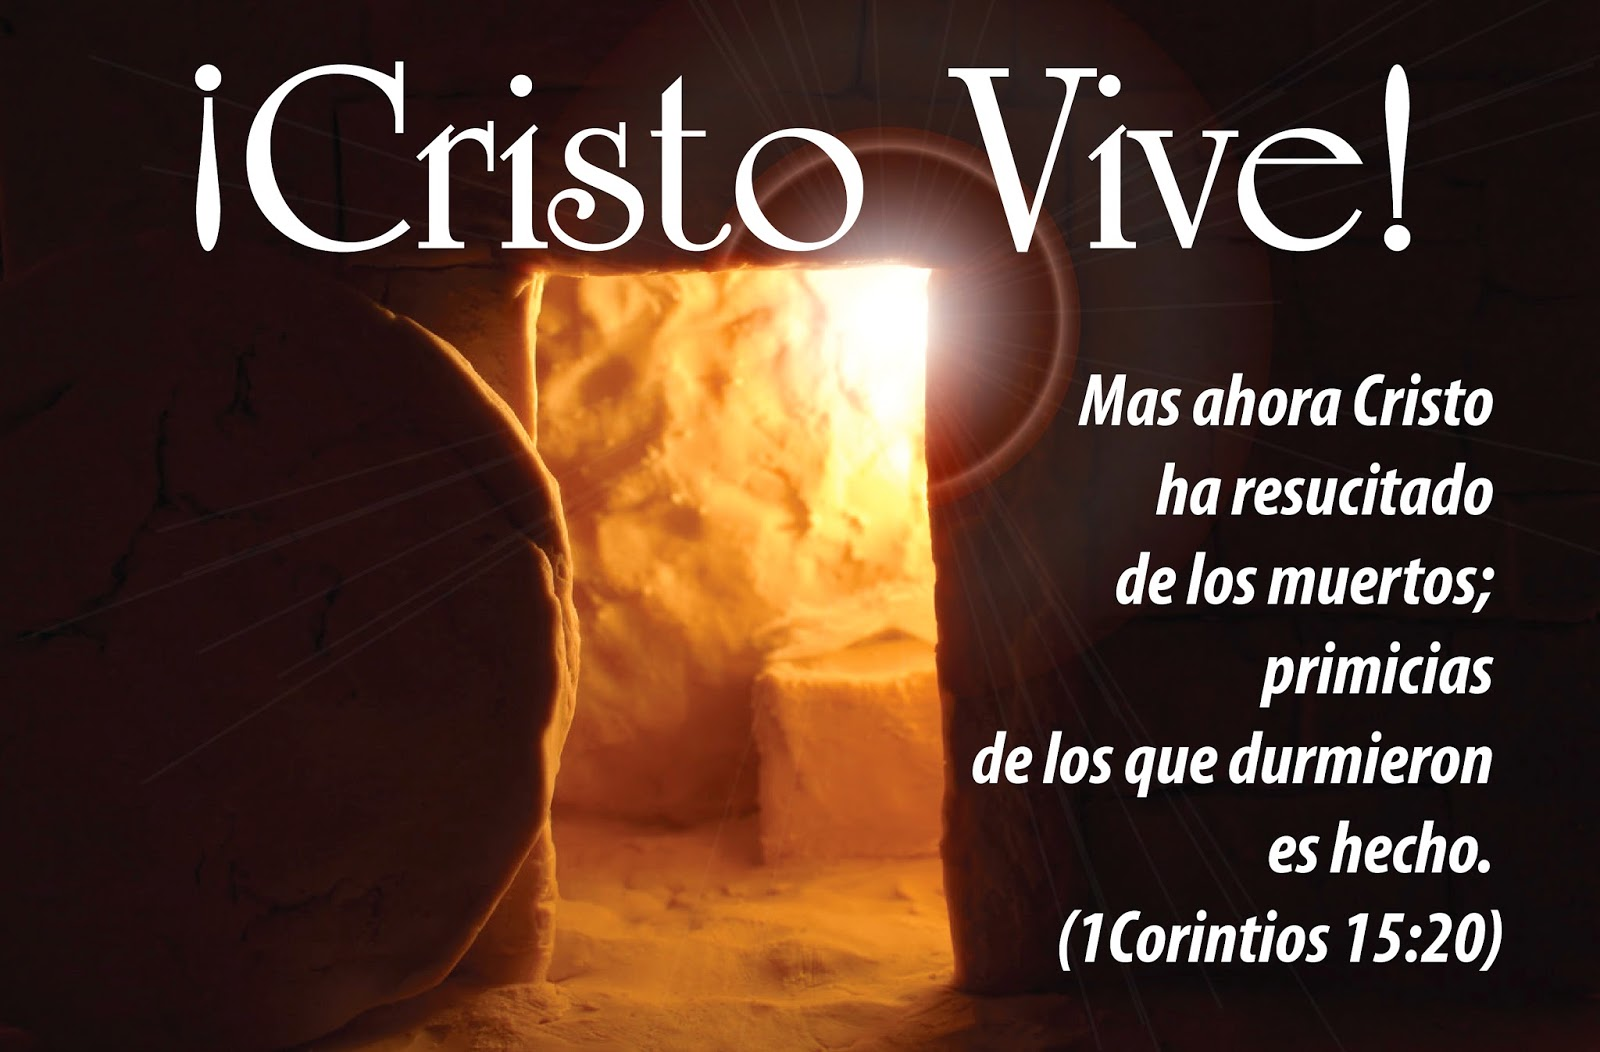 ¡Cristo Vive!
Mas ahora Cristo
ha resucitado
de los muertos;
primicias
de los que durmieron
es hecho.
(1Corintios 15:20)